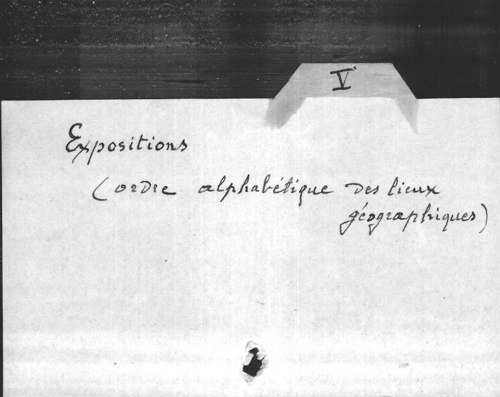 V
Expositions
(ordre alphabétique des lieux
géographiques)